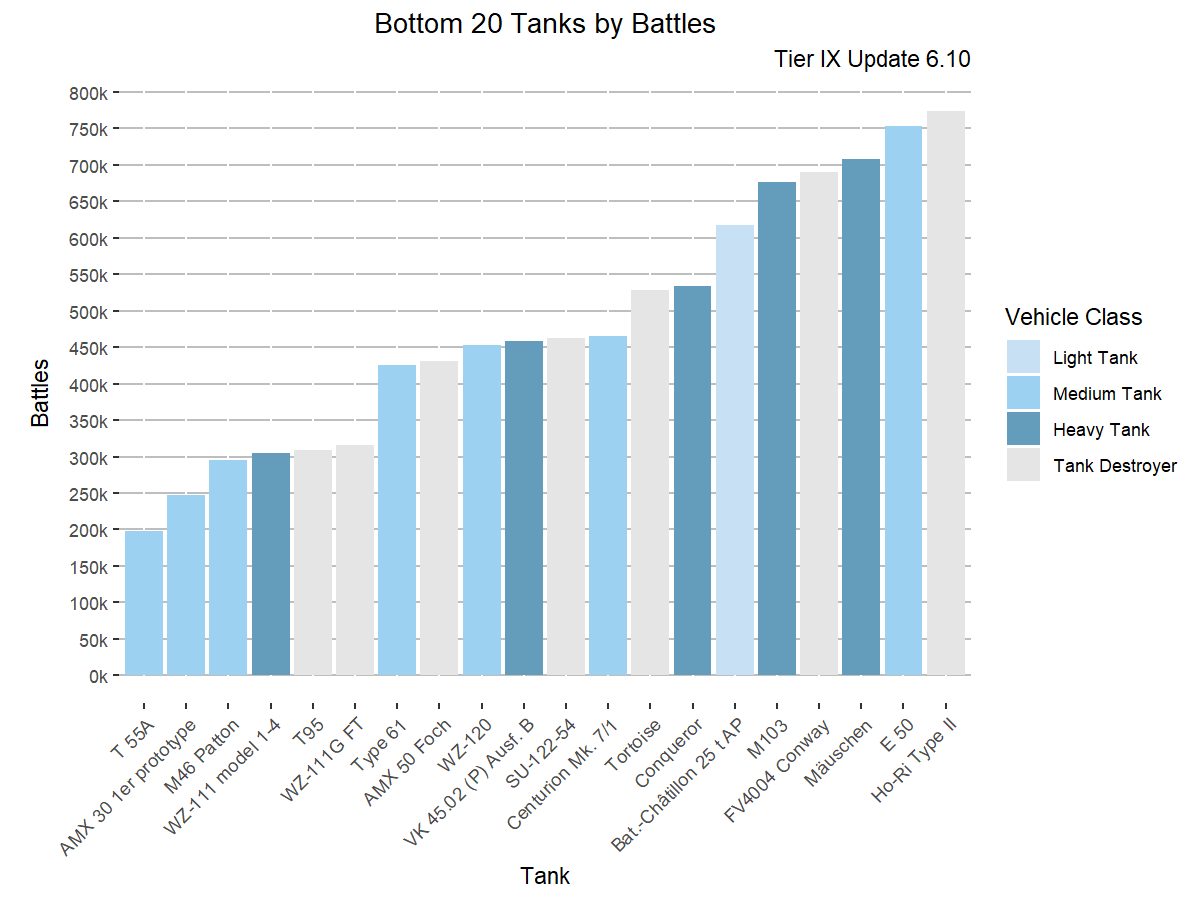 Bottom 20 Tanks by Battles
Tier IX Update 6.10
800k
750k
700k
650k
600k
550k
500k
450k
400k
350k
300k
250k
200k
150k
100k
50k
0k
Battles
T 55A
AMX 30 1er prototype
M46 Patton
WZ-111 model 1-4
T95
WZ-111G FT
Type 61
AMX 50 Foch
WZ-120
VK 45.02 (P) Ausf. B
SU-122-54
Centurion Mk. 7/1
Tortoise
Conqueror
Bat.-Châtillon 25 t AP
M103
FV4004 Conway
Mäuschen
E 50
Ho-Ri Type II
Tank
Vehicle Class
Light Tank
Medium Tank
Heavy Tank
Tank Destroyer